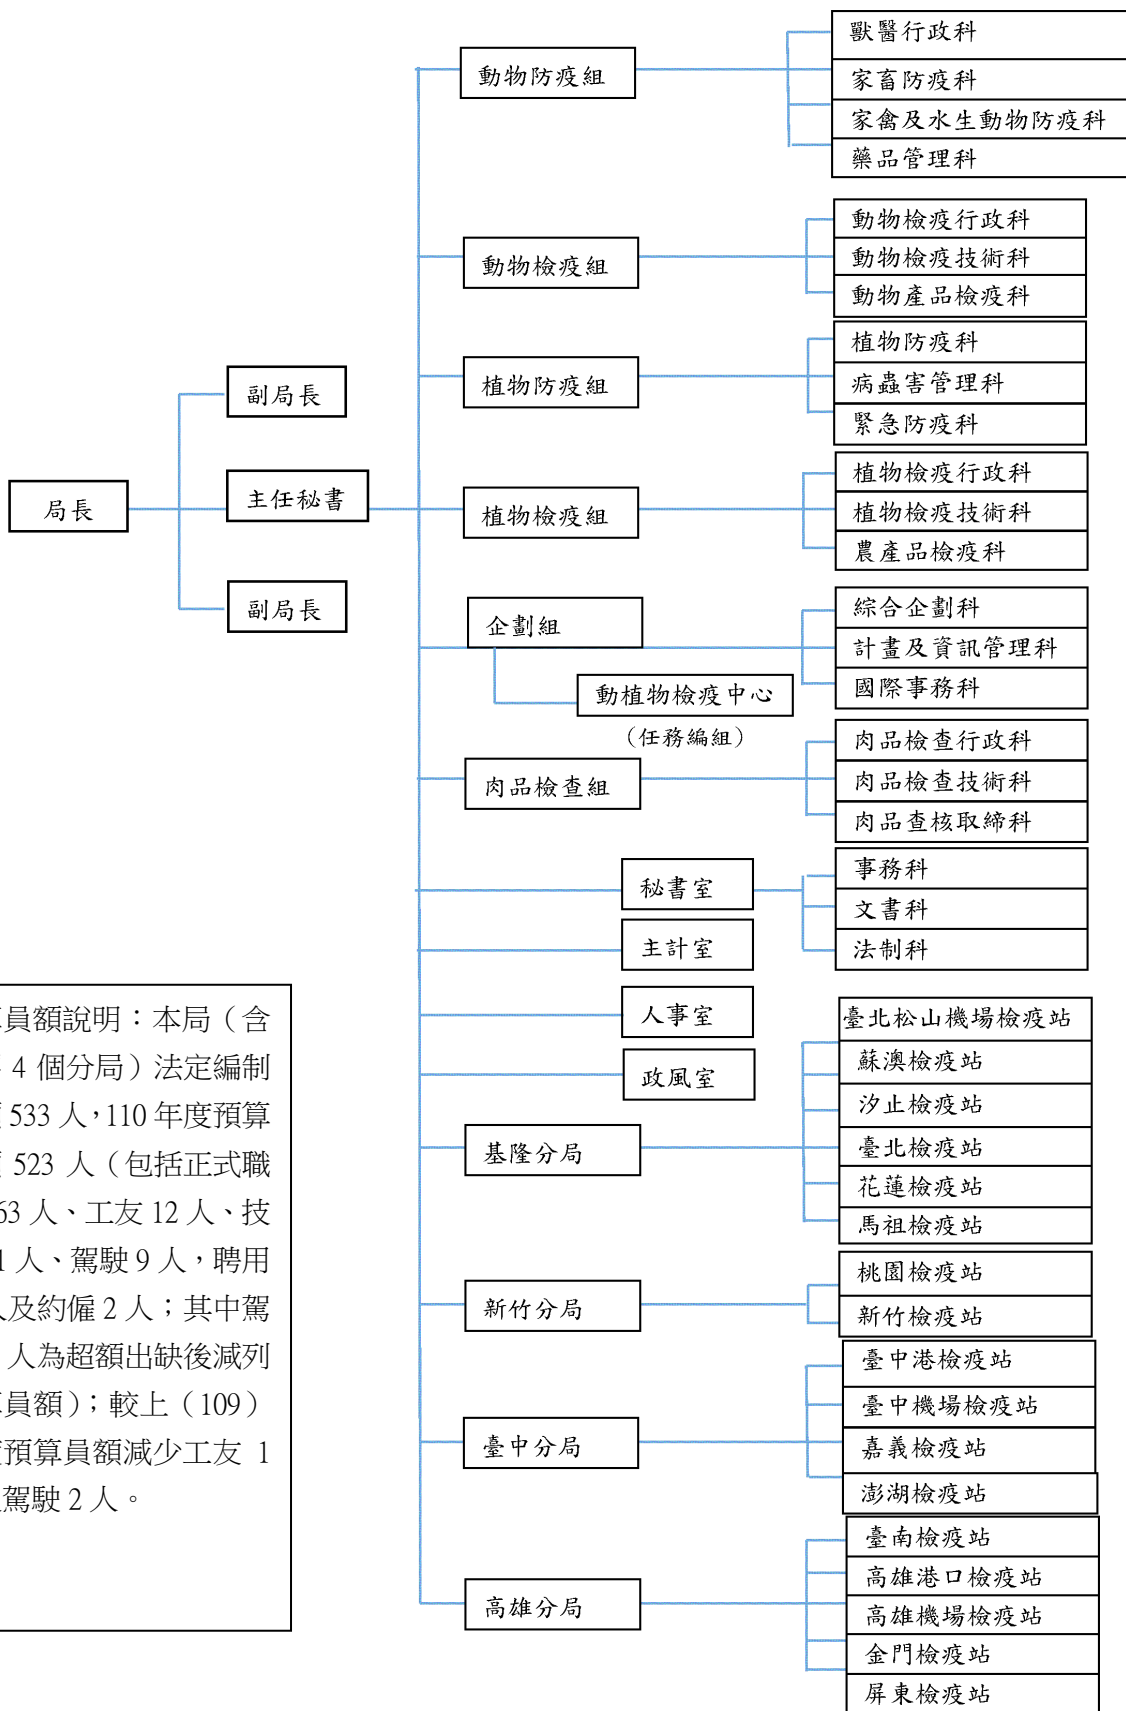 局長
副局長
主任秘書
副局長
動物防疫組
獸醫行政科
家畜防疫科
家禽及水生動物防疫科
藥品管理科
動物檢疫組
動物檢疫行政科
動物檢疫技術科
動物產品檢疫科
植物防疫組
植物防疫科
病蟲害管理科
緊急防疫科
植物檢疫組
植物檢疫行政科
植物檢疫技術科
農產品檢疫科
企劃組
綜合企劃科
計畫及資訊管理科
國際事務科
動植物檢疫中心
(任務編組)
肉品檢查組
肉品檢查行政科
肉品檢查技術科
肉品查核取締科
秘書室
事務科
文書科
法制科
主計室
人事室
政風室
基隆分局
臺北松山機場檢疫站
蘇澳檢疫站
汐止檢疫站
臺北檢疫站
花蓮檢疫站
馬祖檢疫站
新竹分局
桃園檢疫站
新竹檢疫站
臺中分局
臺中港檢疫站
臺中機場檢疫站
嘉義檢疫站
澎湖檢疫站
高雄分局
臺南檢疫站
高雄港口檢疫站
高雄機場檢疫站
金門檢疫站
屏東檢疫站
員額說明：本局（含
4 個分局）法定編制
533 人，110 年度預算
523 人（包括正式職
63 人、工友 12 人、技
1 人、駕駛 9 人，聘用
人及約僱 2 人；其中駕
人為超額出缺後減列
員額）；較上（109）
預算員額減少工友 1
駕駛 2 人。